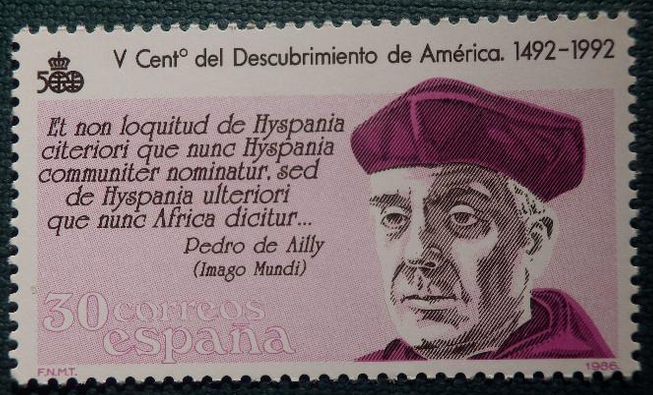 500
V Centº del Descubrimiento de América. 1492-1992
Et non loquitud de Hyspania
citeriori que nunc Hyspania
communiter nominatur, sed
de Hyspania ulteriori
que nunc Africa dicitur...
Pedro de Ailly
(Imago Mundi)
30 correos
españa
F.N.M.T.
1986